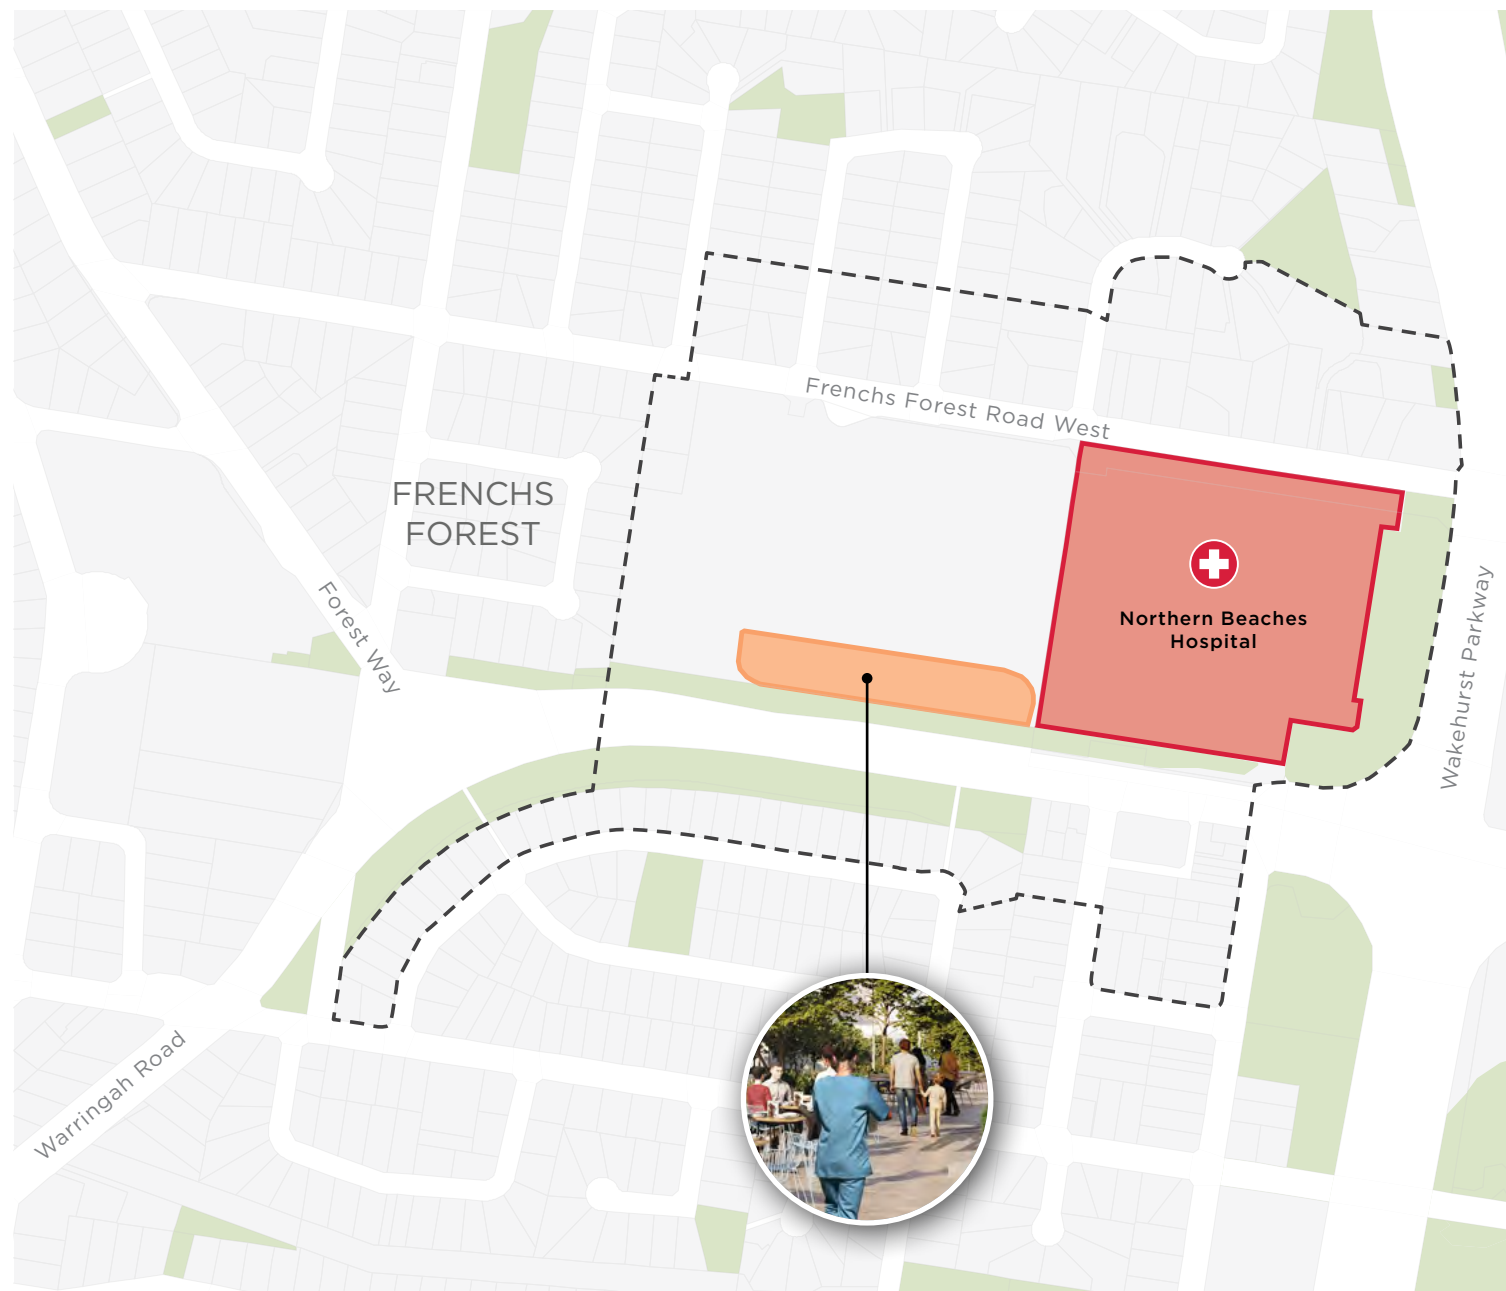 Frenchs Forest Road West
FRENCHS
FOREST
Forest Way
Northern Beaches
Hospital
Wakehurst Parkway
Warringah Road